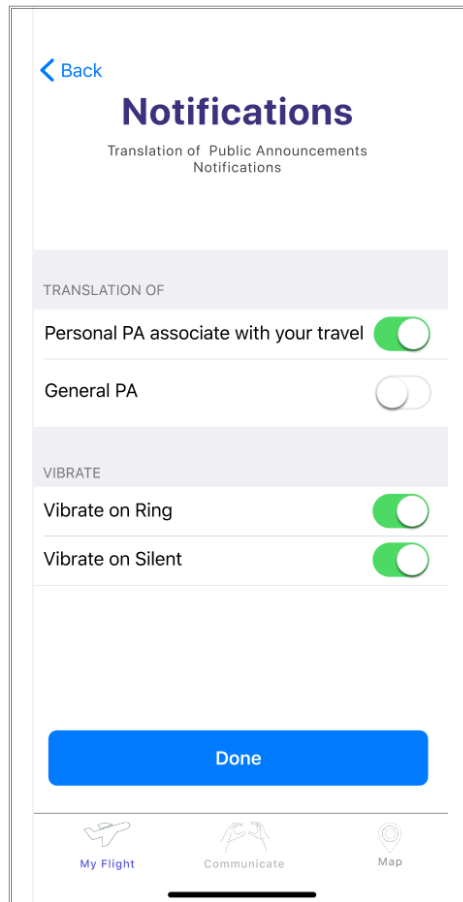 Back
Notifications
Translation of Public Announcements
Notifications
TRANSLATION OF
Personal PA associate with your travel
General PA
VIBRATE
Vibrate on Ring
Vibrate on Silent
Done
My Flight
Communicate
Map